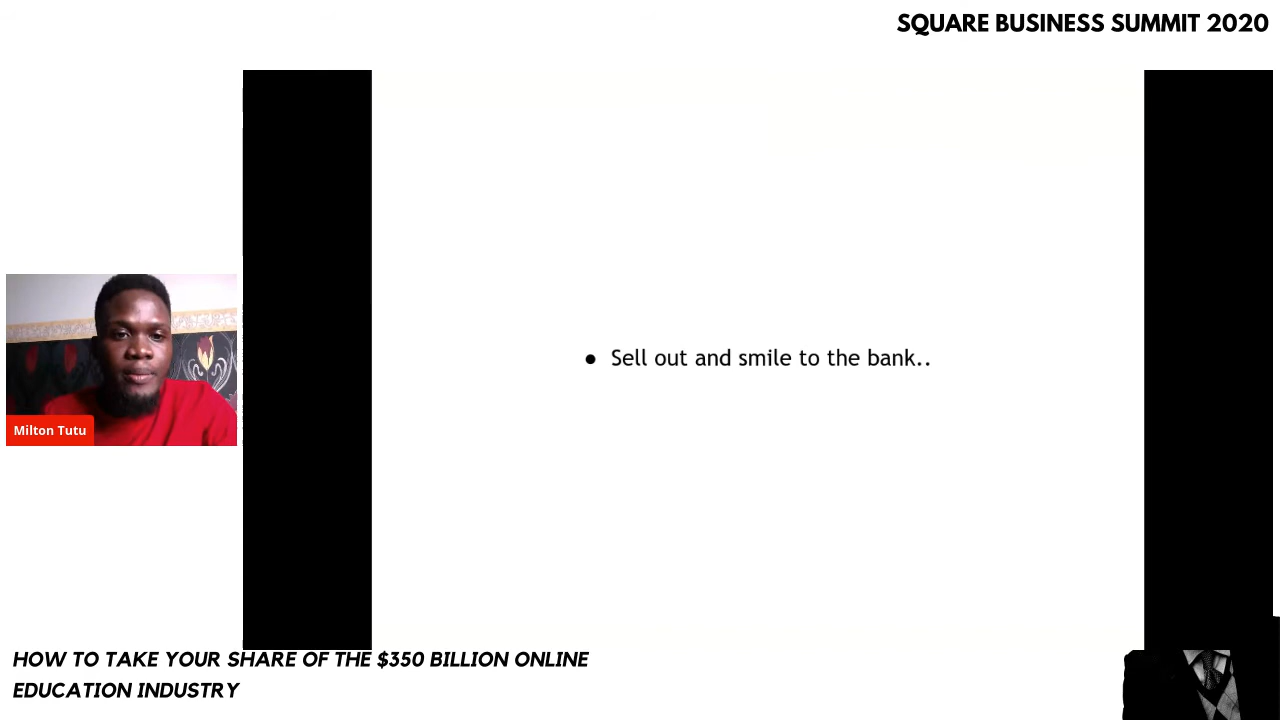 SQUARE BUSINESS SUMMIT 2020
● Sell out and smile to the bank..
Milton Tutu
HOW TO TAKE YOUR SHARE OF THE $350 BILLION ONLINE
EDUCATION INDUSTRY